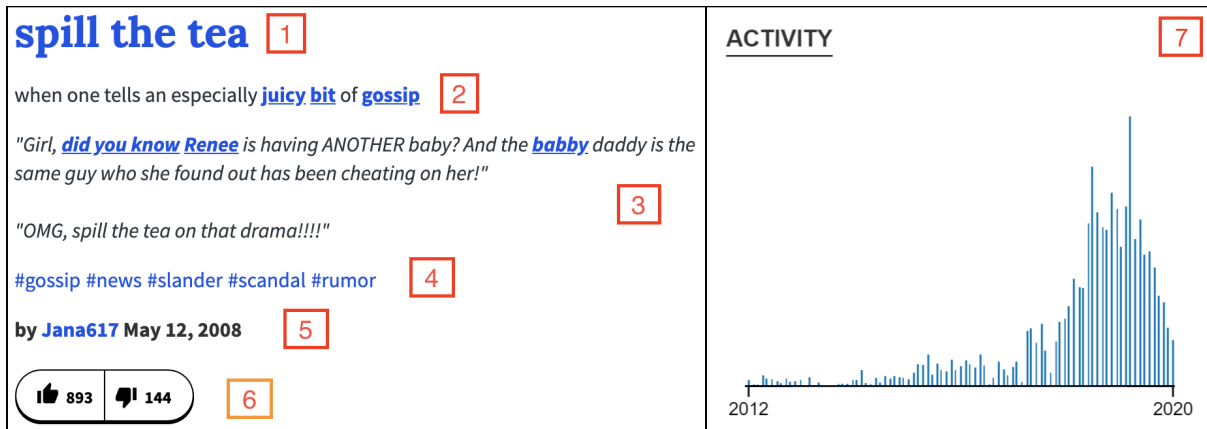 spill the tea 1
when one tells an especially juicy bit of gossip 2
"Girl, did you know Renee is having ANOTHER baby? And the babby daddy is the
same guy who she found out has been cheating on her!"
3
"OMG, spill the tea on that drama!!!!"
#gossip #news #slander #scandal #rumor 4
by Jana617 May 12, 2008 5
893 144 6
ACTIVITY 7
2012 2020